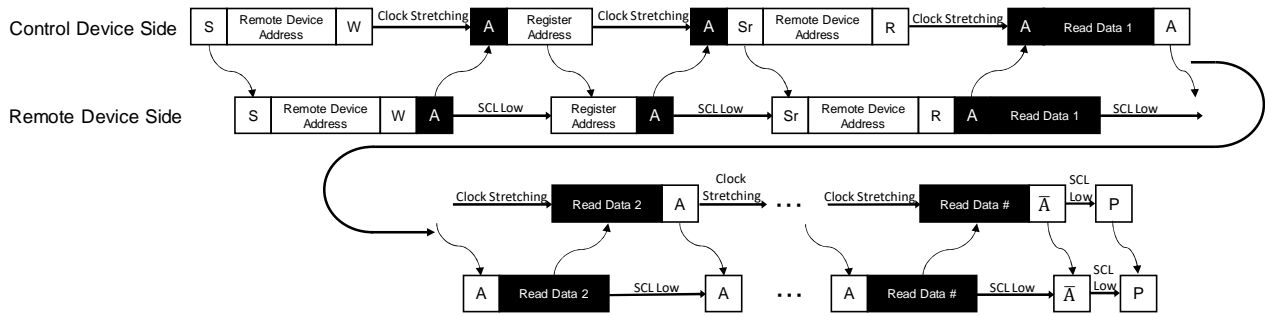 Control Device Side
S
Remote Device
Address
W
Clock Stretching
A
Register
Address
Clock Stretching
A
Sr
Remote Device
Address
R
Clock Stretching
A
Read Data 1
A
Remote Device Side
S
Remote Device
Address
W
A
SCL Low
Register
Address
A
SCL Low
Sr
Remote Device
Address
R
A
Read Data 1
SCL Low
Clock Stretching
Read Data 2
A
Clock
Stretching
...
Clock Stretching
Read Data #
A̅
SCL
Low
P
A
Read Data 2
SCL Low
A
...
A
Read Data #
SCL Low
A̅
SCL
Low
P